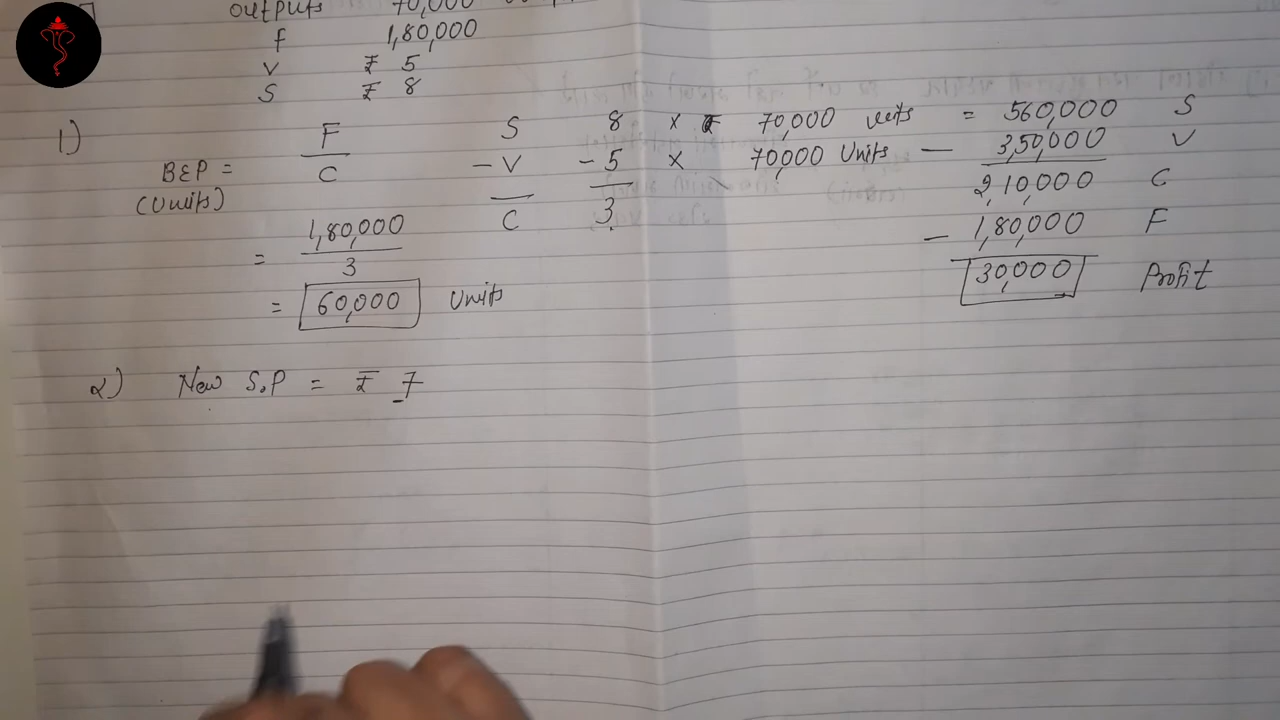 outputs 70,000
f 1,80,000
V ₹ 5
S ₹ 8
1) BEP = F / C
(Units)
= 1,80,000 / 3
= 60,000 Units
S 8 × 70,000 = 560,000 S
- V - 5 × 70,000 Units — 3,50,000 V
C 3 2,10,000 C
— 1,80,000 F
30,000 Profit
2) New S.P = ₹ 7